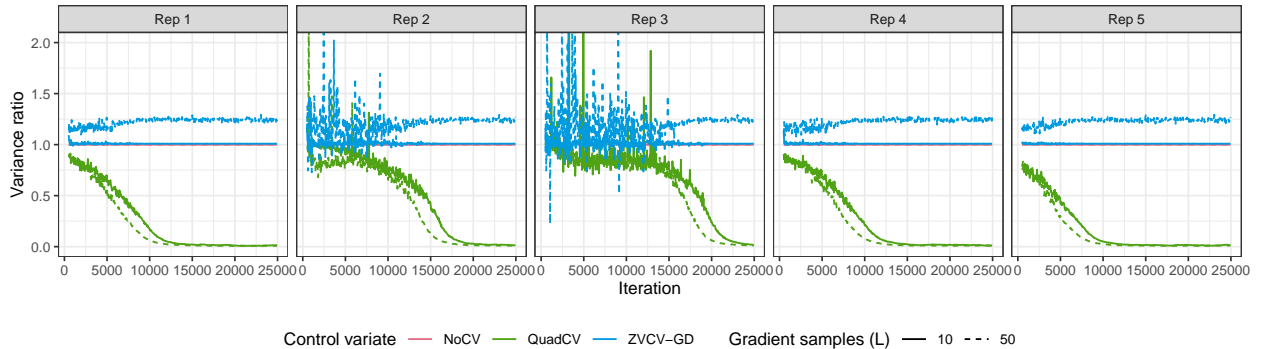 Rep 1 Rep 2 Rep 3 Rep 4 Rep 5
2.0
1.5
1.0
0.5
0.0
Variance ratio
0 5000 10000 15000 20000 25000 0 5000 10000 15000 20000 25000 0 5000 10000 15000 20000 25000 0 5000 10000 15000 20000 25000 0 5000 10000 15000 20000 25000
Iteration
Control variate NoCV QuadCV ZVCV−GD Gradient samples (L) 10 50